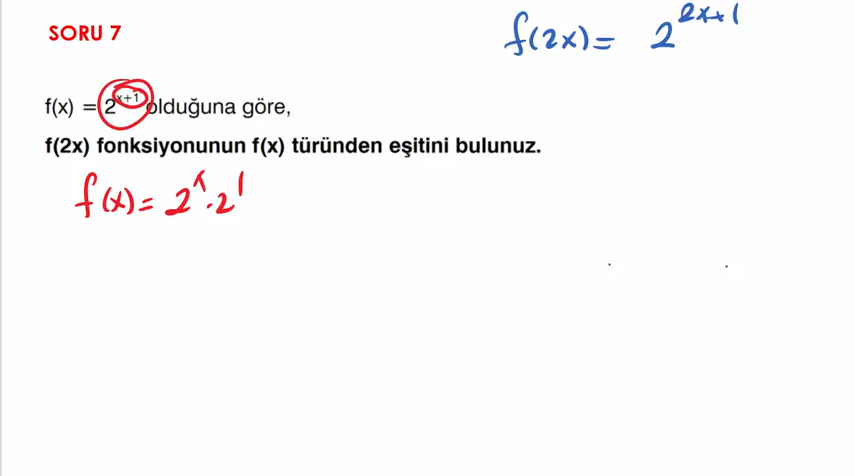 SORU 7
f(2x) = 2^{2x+1}
f(x) = 2^{x+1} olduğuna göre,
f(2x) fonksiyonunun f(x) türünden eşitini bulunuz.
f(x) = 2^x · 2^1